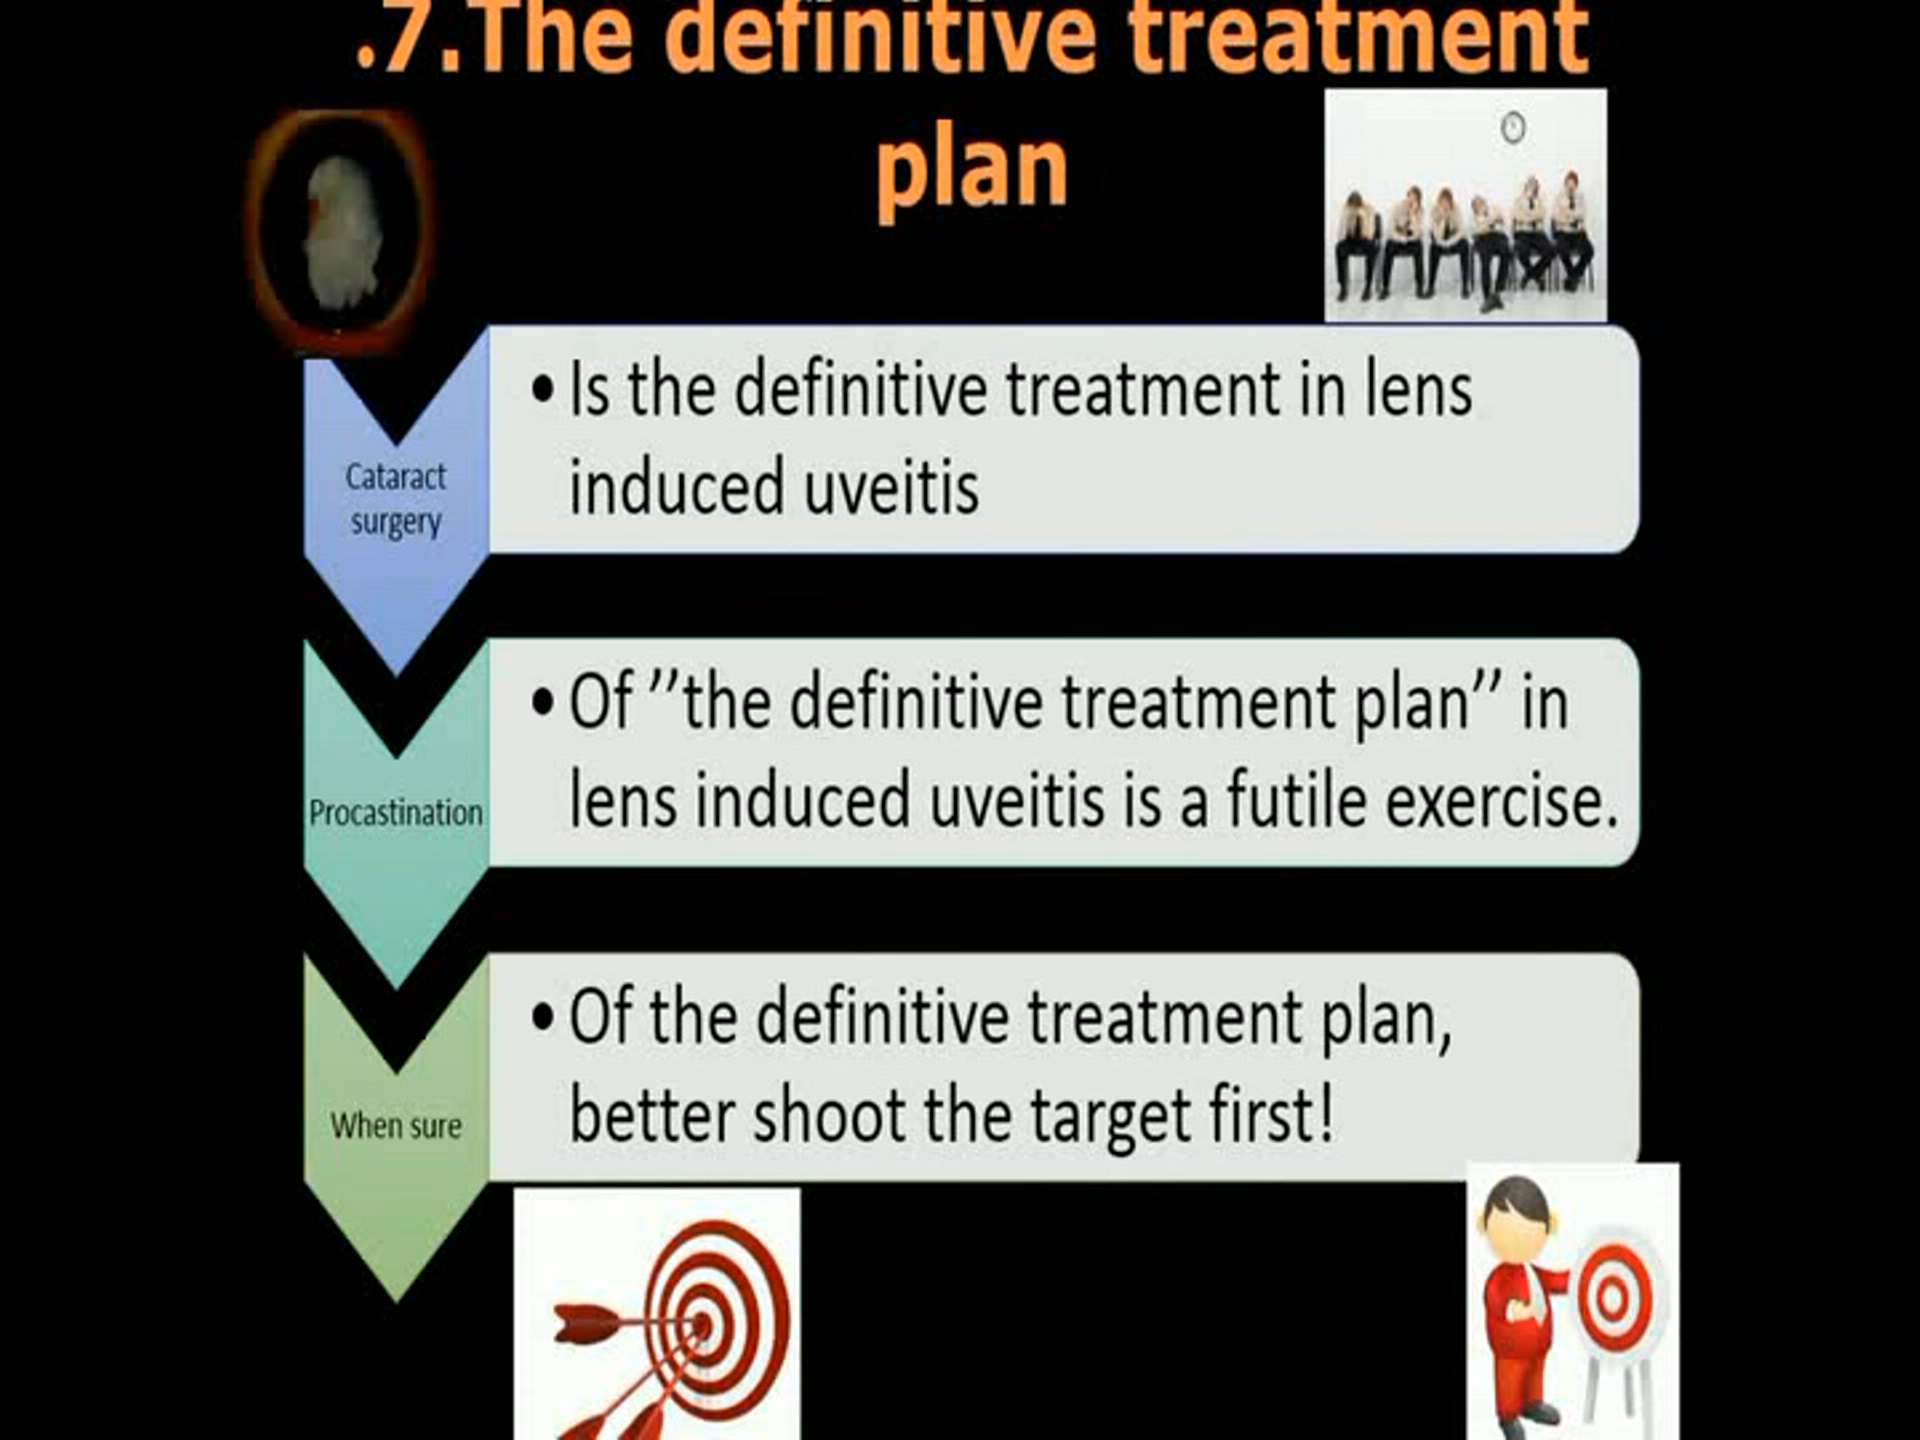 .7.The definitive treatment
plan
Cataract
surgery
• Is the definitive treatment in lens
induced uveitis
Procastination
• Of ”the definitive treatment plan” in
lens induced uveitis is a futile exercise.
When sure
• Of the definitive treatment plan,
better shoot the target first!